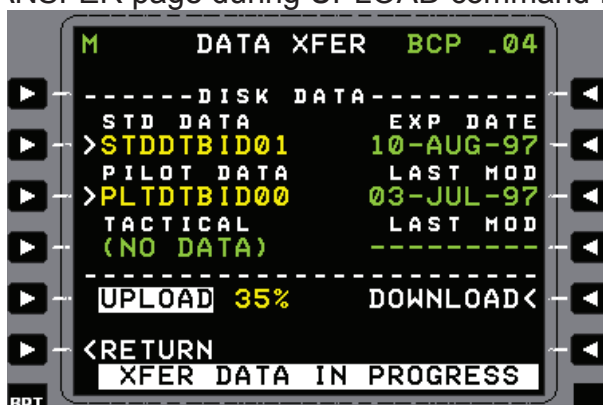 ANSFER page during UPLOAD command
M DATA XFER BCP .04
------DISK DATA---------
STD DATA EXP DATE
>STDDTBID01 10-AUG-97
PILOT DATA LAST MOD
>PLTDTBID00 03-JUL-97
TACTICAL LAST MOD
(NO DATA) ---------
------------------------
UPLOAD 35% DOWNLOAD<
<RETURN
XFER DATA IN PROGRESS
BRT